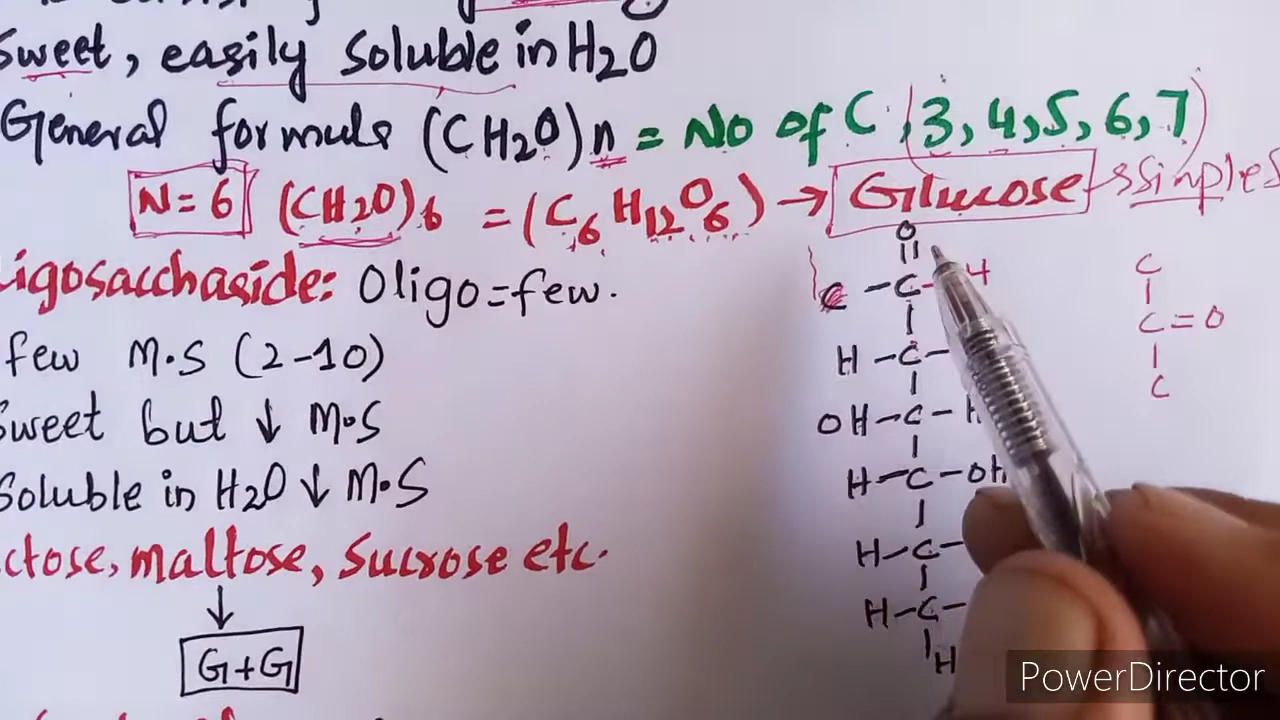 Sweet, easily soluble in H2O
General formula (CH2O)n = No of C, (3, 4, 5, 6, 7)
N=6 (CH2O)6 = (C6H12O6) → Glucose
O
C - C - H
C
C=O
C
few M.S (2-10)
Oligo=few.
H-C-
Sweet but ↓ M.S
OH-C-H
Soluble in H2O ↓ M.S
H-C-OH
maltose, Sucrose etc.
H-C-
↓
H-C-
G+G
H
PowerDirector